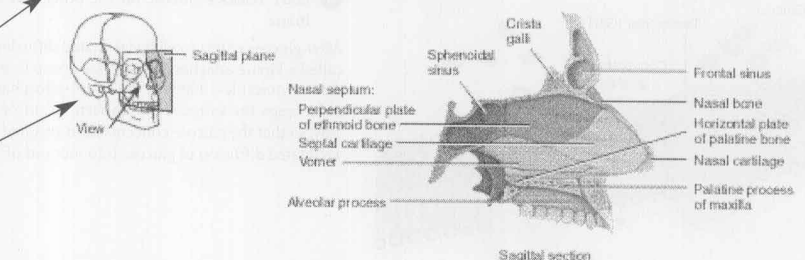 Sagittal plane
View
Crista
galli
Sphenoidal
sinus
Nasal septum:
Perpendicular plate
of ethmoid bone
Septal cartilage
Vomer
Alveolar process
Frontal sinus
Nasal bone
Horizontal plate
of palatine bone
Nasal cartilage
Palatine process
of maxilla
Sagittal section